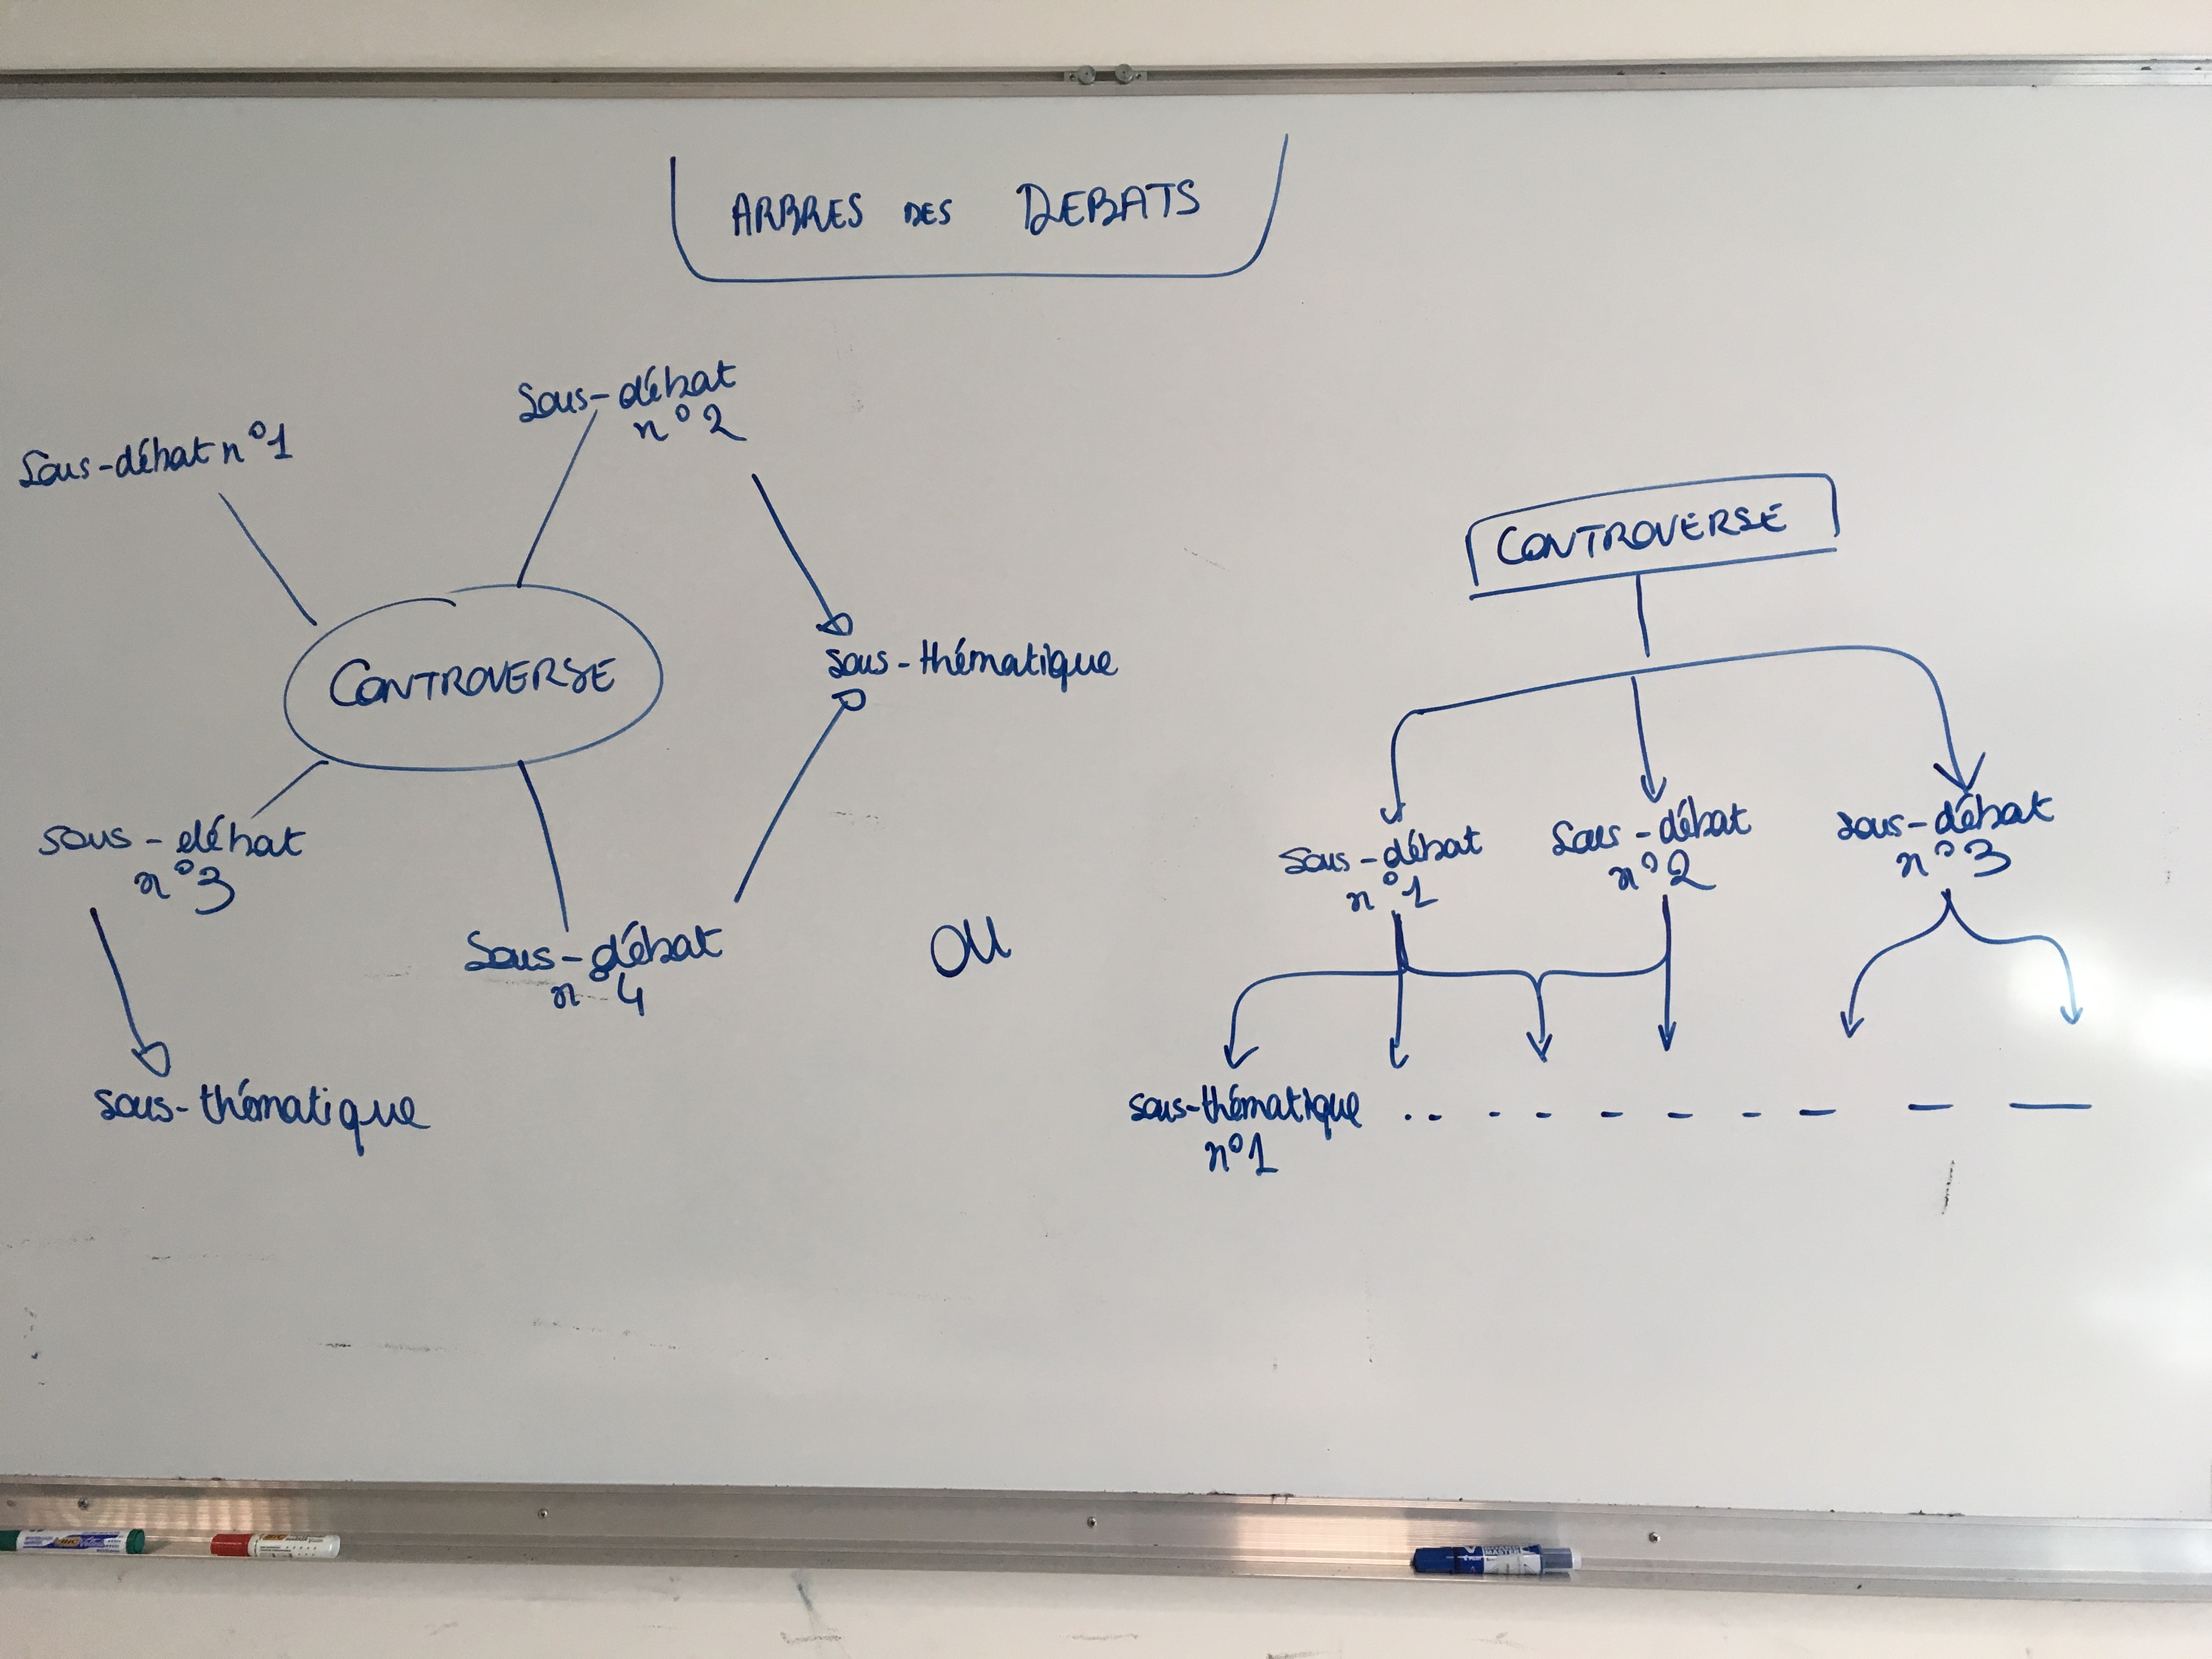 ARBRES DES DEBATS
Sous-débat n°1
Sous-débat
n°2
CONTROVERSE
sous-thématique
sous-débat
n°3
Sous-débat
n°4
sous-thématique
OU
CONTROVERSE
Sous-débat
n°1
Sous-débat
n°2
sous-débat
n°3
sous-thématique
n°1